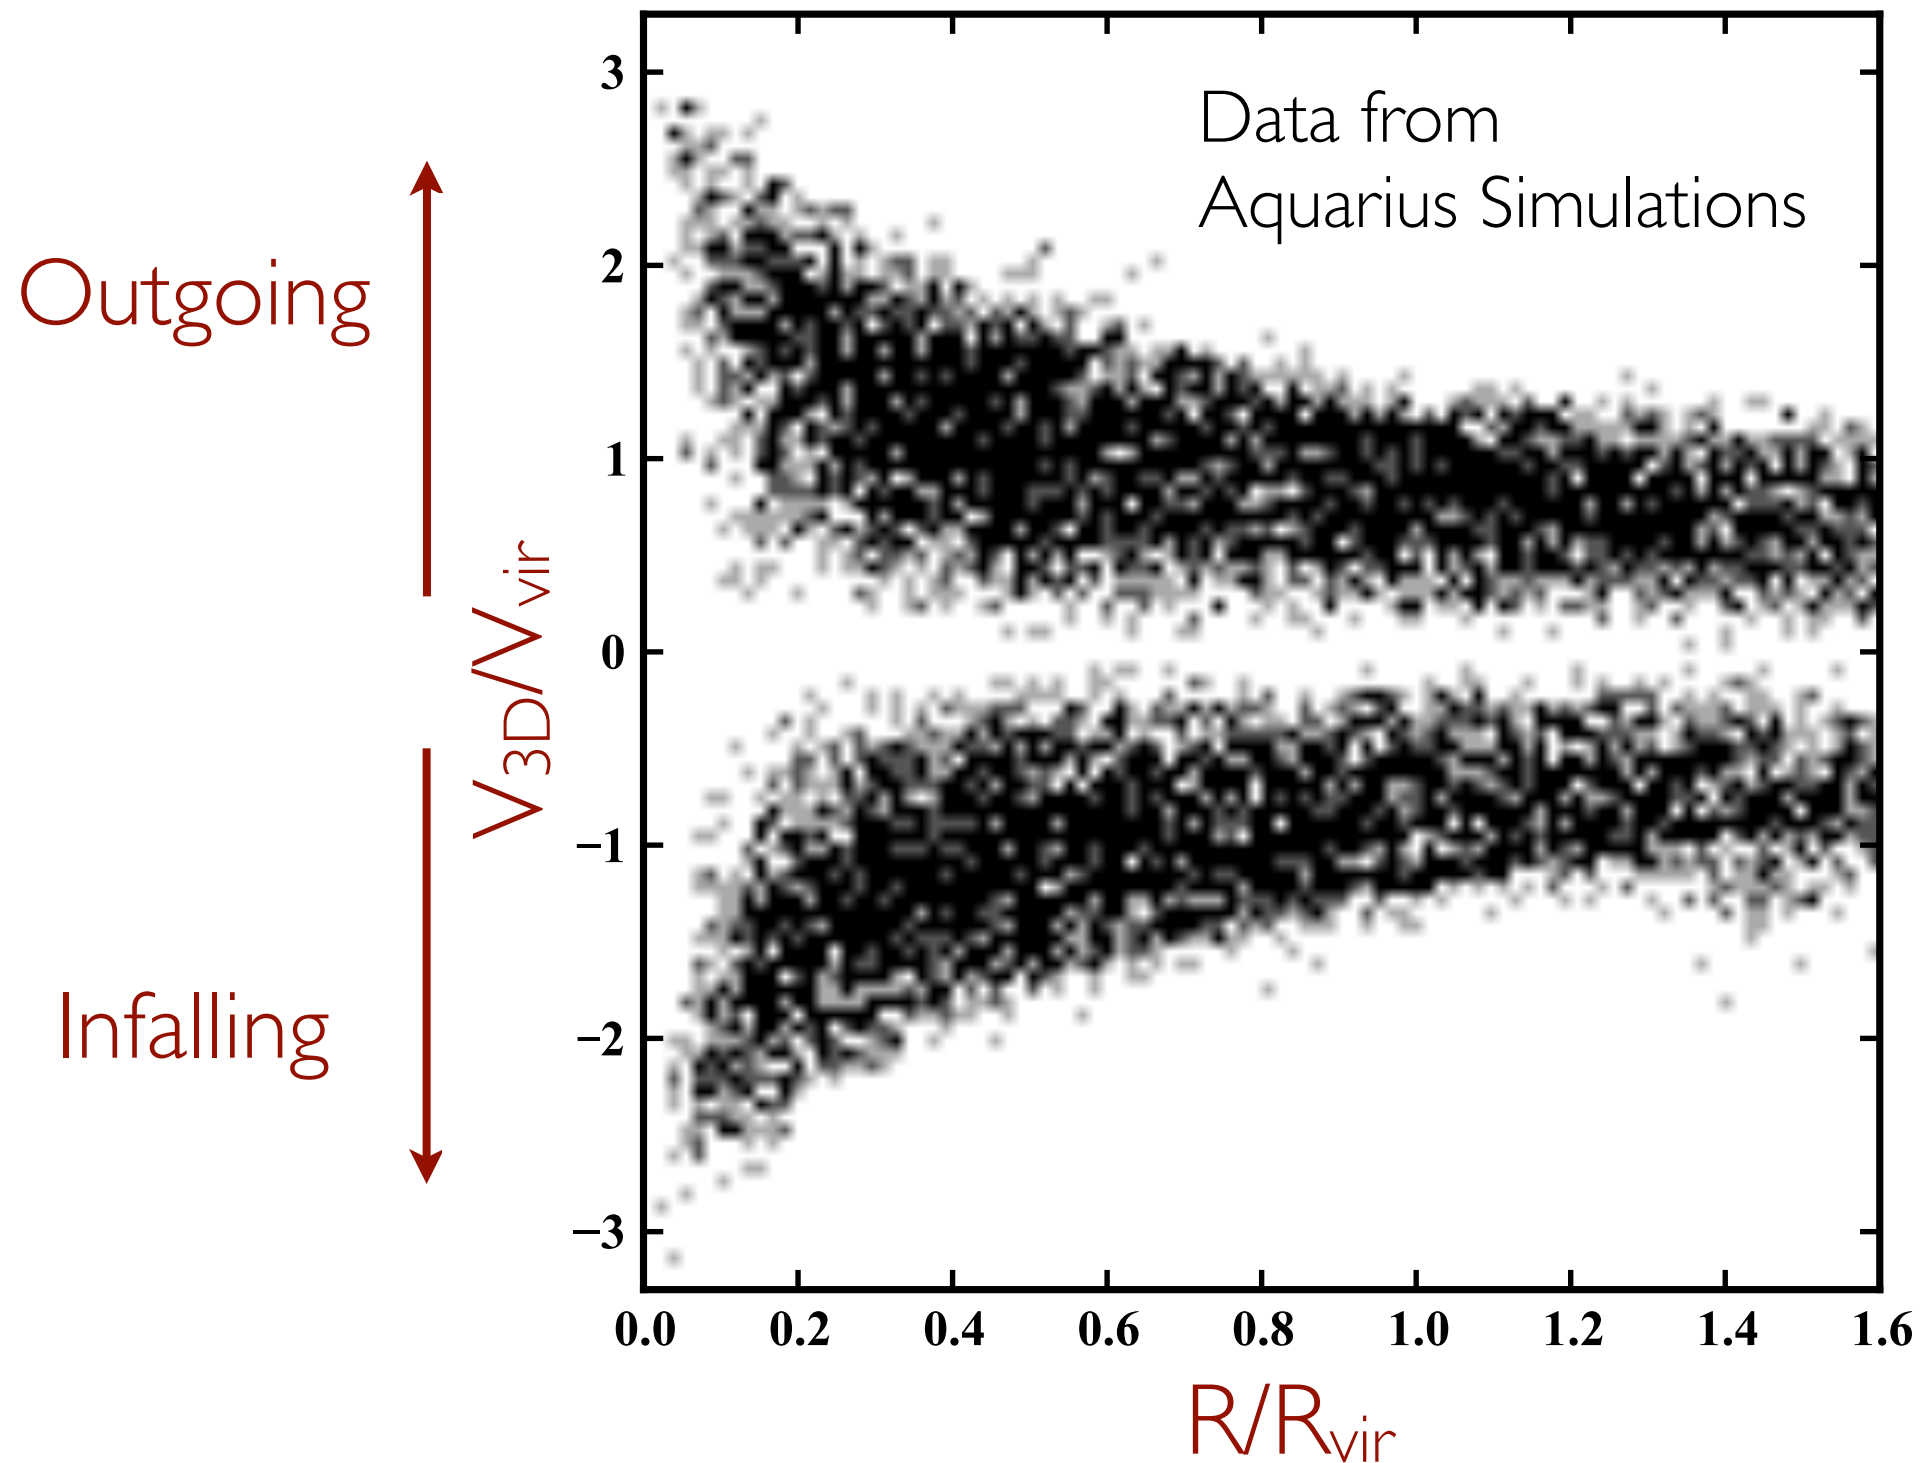 Data from
Aquarius Simulations
Outgoing
Infalling
V3D/Vvir
3
2
1
0
−1
−2
−3
0.0 0.2 0.4 0.6 0.8 1.0 1.2 1.4 1.6
R/Rvir